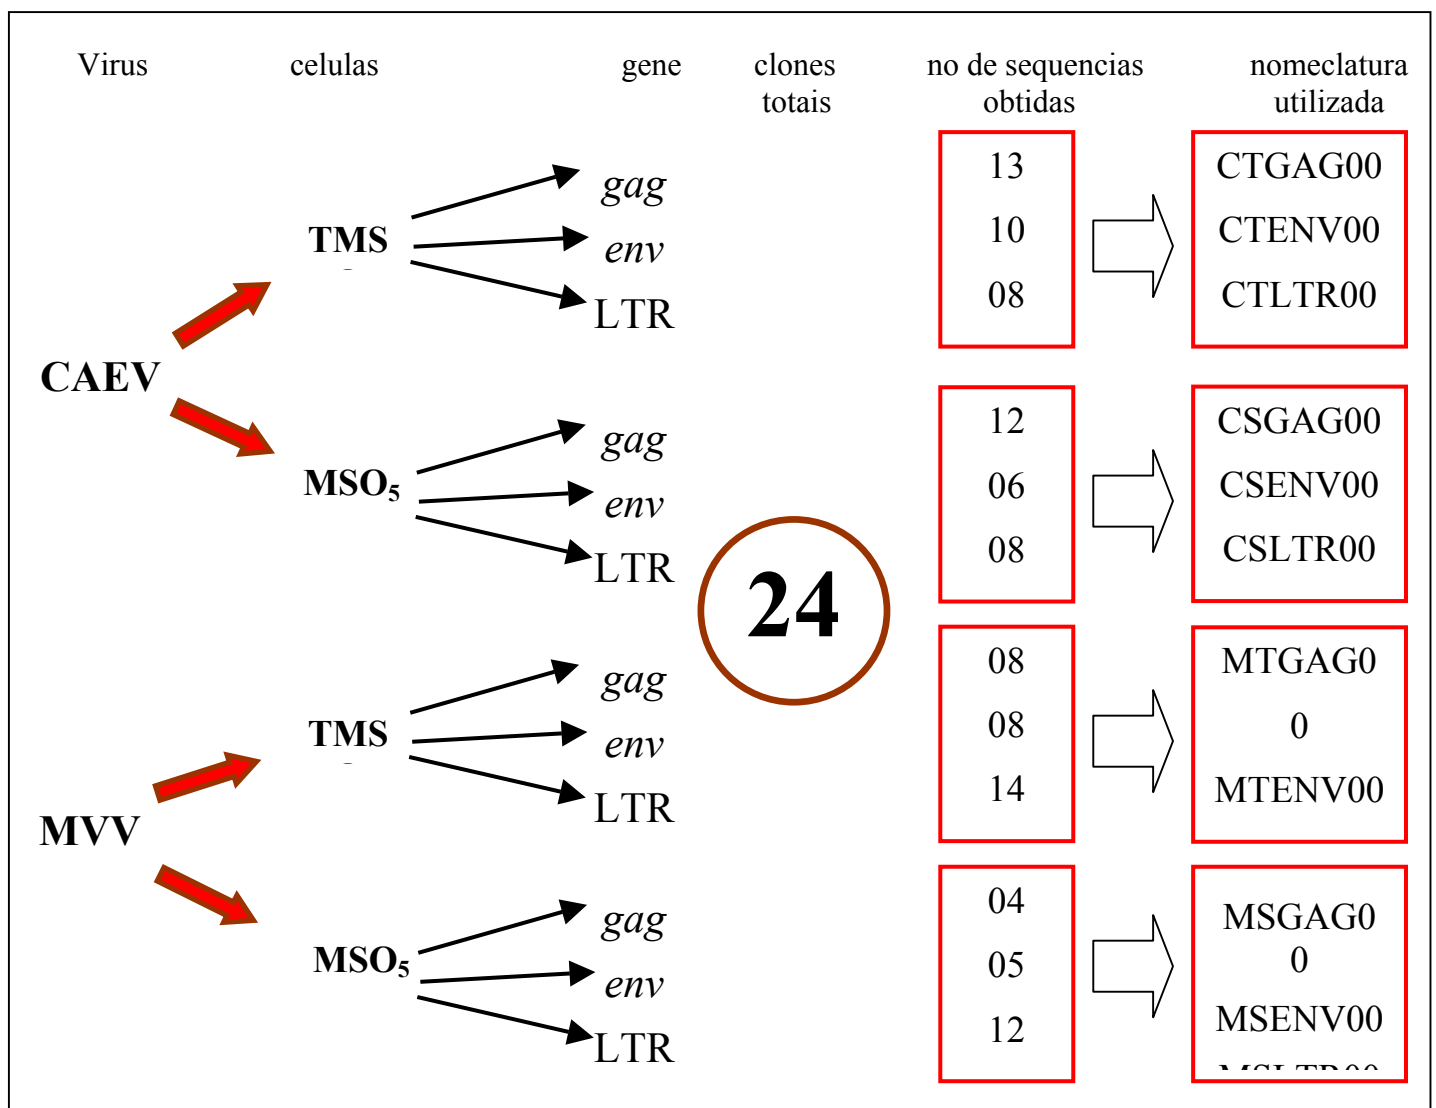 Virus celulas gene clones totais no de sequencias obtidas nomeclatura utilizada
CAEV
TMS
gag
env
LTR
13
10
08
CTGAG00
CTENV00
CTLTR00
MSO5
gag
env
LTR
12
06
08
CSGAG00
CSENV00
CSLTR00
24
MVV
TMS
gag
env
LTR
08
08
14
MTGAG0
0
MTENV00
MSO5
gag
env
LTR
04
05
12
MSGAG0
0
MSENV00